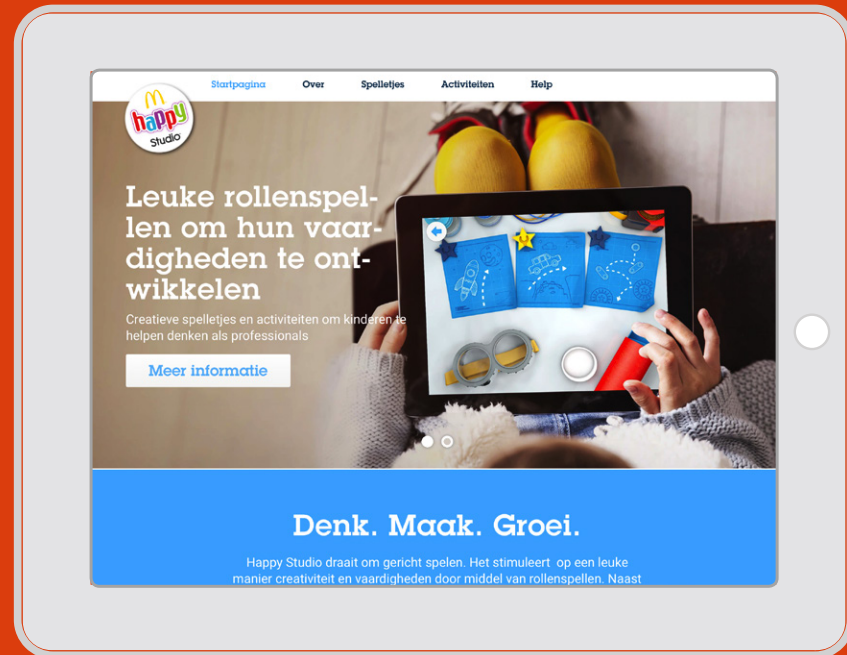 Startpagina Over Spelletjes Activiteiten Help
happy
Studio
Leuke rollenspel-
len om hun vaar-
digheden te ont-
wikkelen
Creatieve spelletjes en activiteiten om kinderen te
helpen denken als professionals
Meer informatie
Denk. Maak. Groei.
Happy Studio draait om gericht spelen. Het stimuleert op een leuke
manier creativiteit en vaardigheden door middel van rollenspellen. Naast